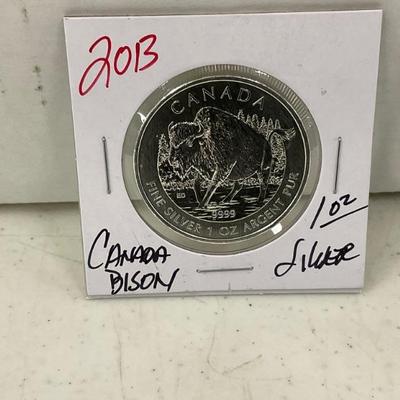 2013
CANADA
9999
FINE SILVER 1 OZ ARGENT PUR
CANADA
BISON
1 OZ
SILVER